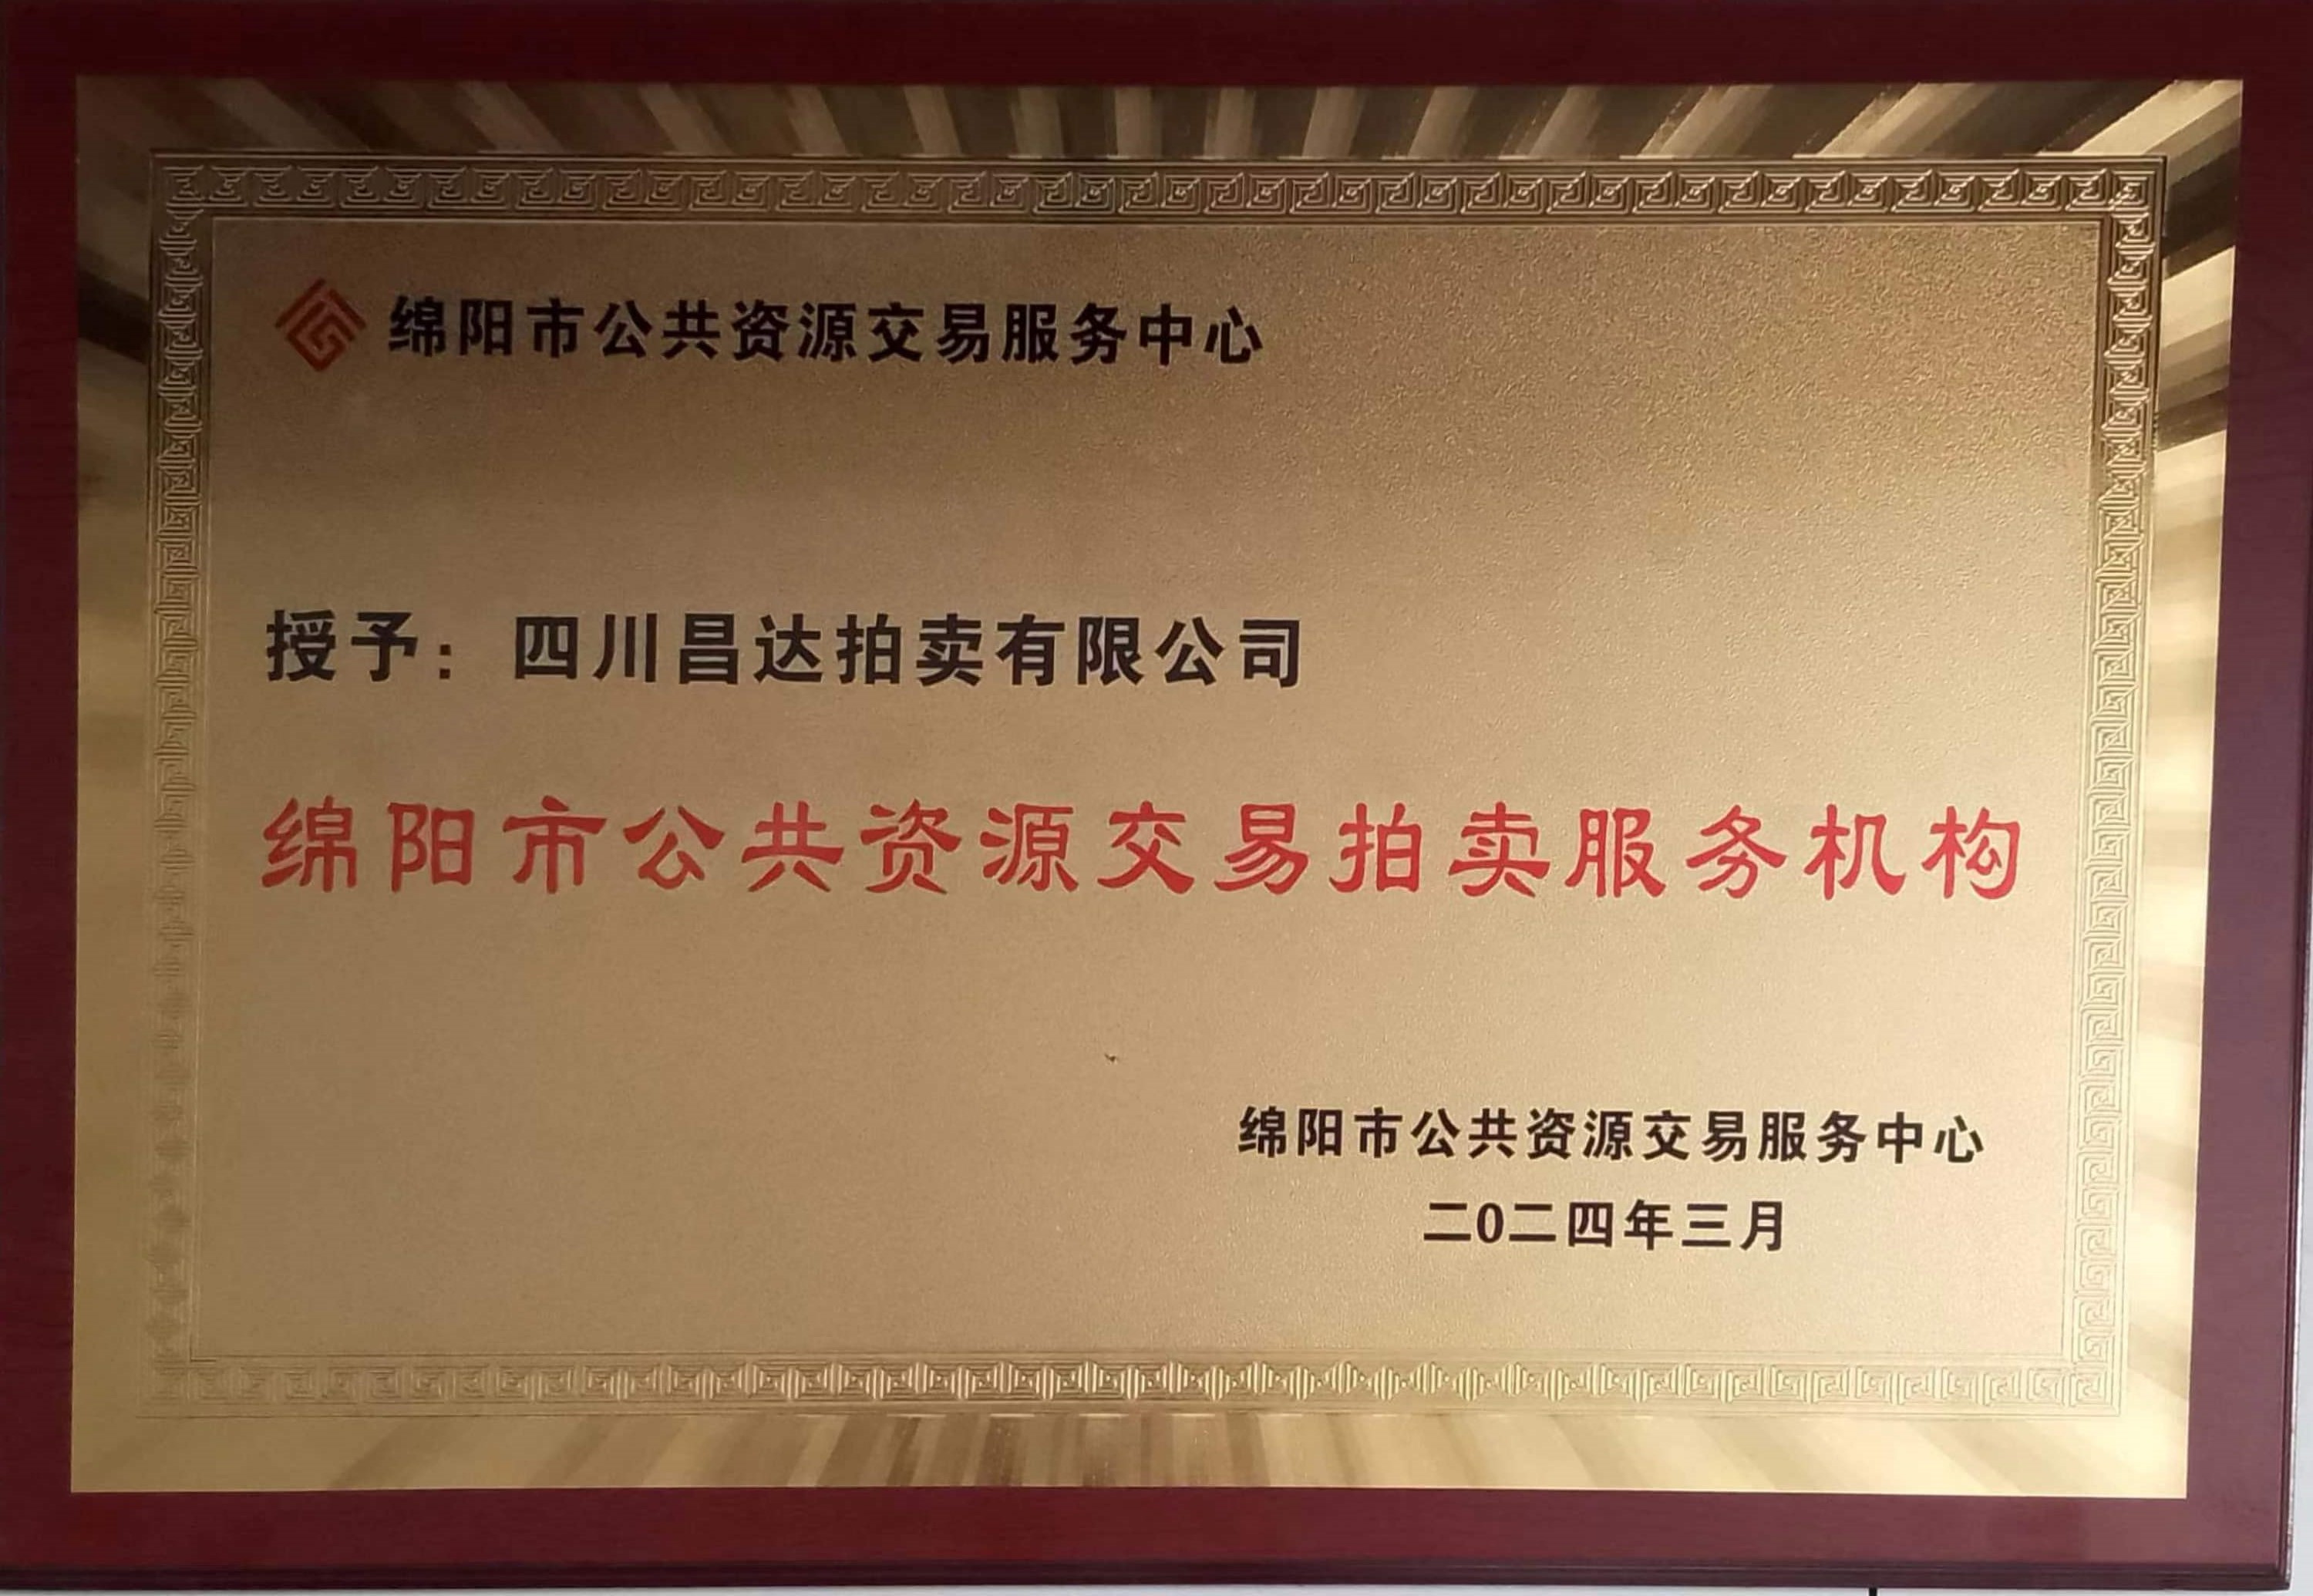 绵阳市公共资源交易服务中心
授予：四川昌达拍卖有限公司
绵阳市公共资源交易拍卖服务机构
绵阳市公共资源交易服务中心
二0二四年三月